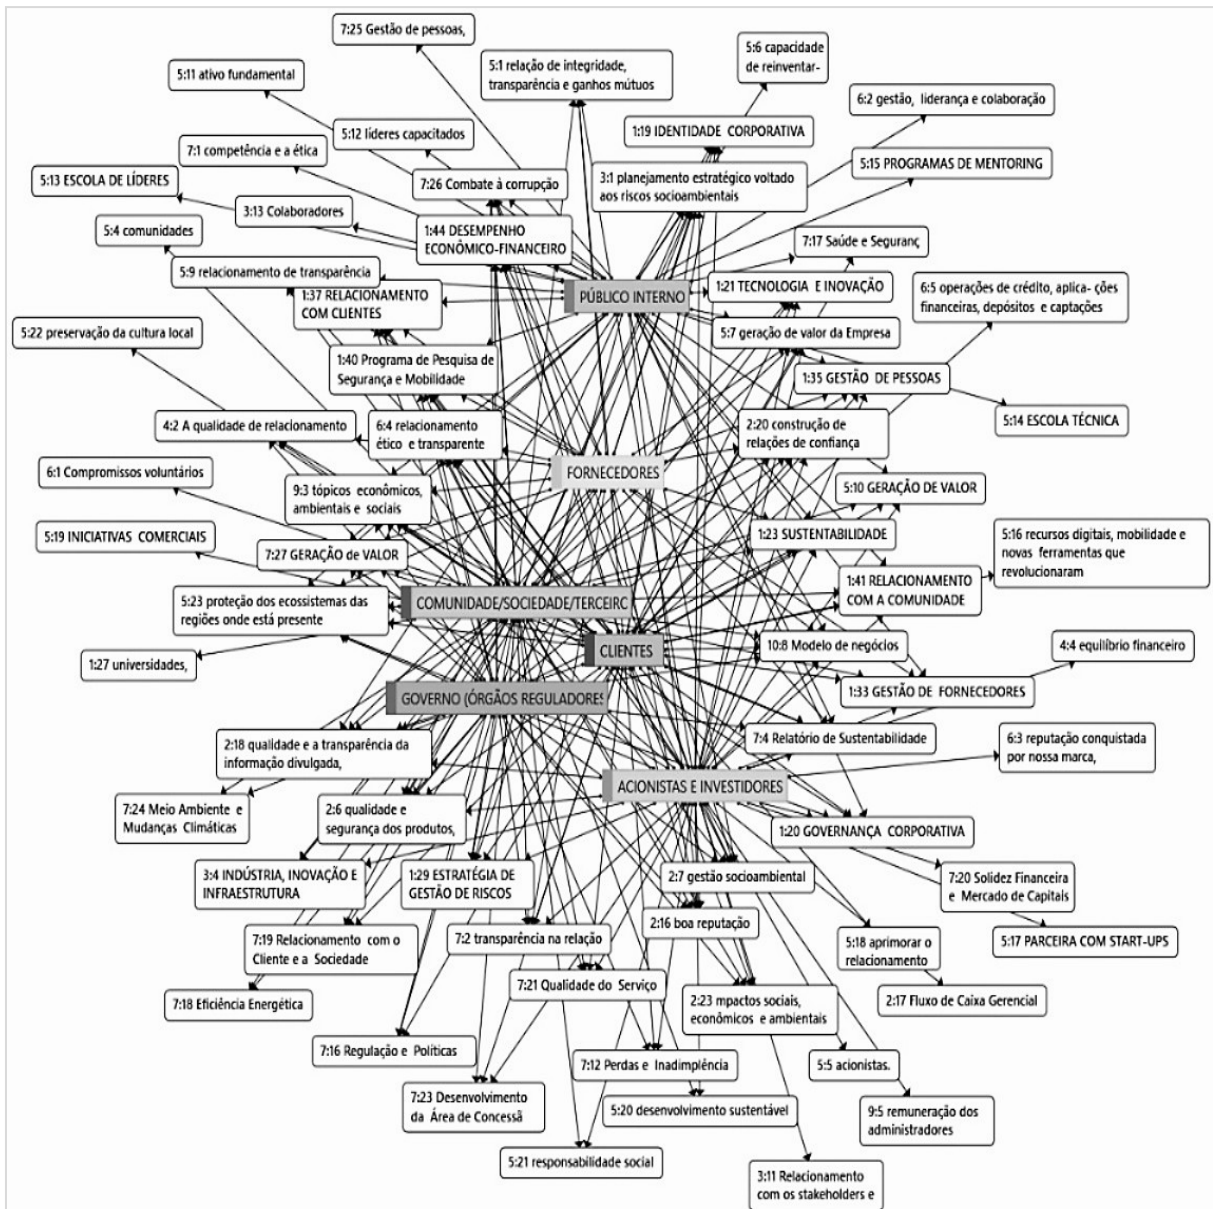 7:25 Gestão de pessoas,
5:6 capacidade
de reinventar-
5:1 relação de integridade,
transparência e ganhos mútuos
5:11 ativo fundamental
6:2 gestão, liderança e colaboração
5:12 líderes capacitados
1:19 IDENTIDADE CORPORATIVA
7:1 competência e a ética
5:15 PROGRAMAS DE MENTORING
5:13 ESCOLA DE LÍDERES
7:26 Combate à corrupção
3:1 planejamento estratégico voltado
aos riscos socioambientais
3:13 Colaboradores
5:4 comunidades
1:44 DESEMPENHO
ECONÔMICO-FINANCEIRO
7:17 Saúde e Seguranç
5:9 relacionamento de transparência
PÚBLICO INTERNO
1:21 TECNOLOGIA E INOVAÇÃO
6:5 operações de crédito, aplica- ções
financeiras, depósitos e captações
1:37 RELACIONAMENTO
COM CLIENTES
5:22 preservação da cultura local
5:7 geração de valor da Empresa
1:40 Programa de Pesquisa de
Segurança e Mobilidade
1:35 GESTÃO DE PESSOAS
5:14 ESCOLA TÉCNICA
4:2 A qualidade de relacionamento
6:4 relacionamento
ético e transparente
2:20 construção de
relações de confiança
6:1 Compromissos voluntários
FORNECEDORES
9:3 tópicos econômicos,
ambientais e sociais
5:10 GERAÇÃO DE VALOR
5:19 INICIATIVAS COMERCIAIS
7:27 GERAÇÃO de VALOR
1:23 SUSTENTABILIDADE
5:16 recursos digitais, mobilidade e
novas ferramentas que
revolucionaram
5:23 proteção dos ecossistemas das
regiões onde está presente
COMUNIDADE/SOCIEDADE/TERCEIRC
1:41 RELACIONAMENTO
COM A COMUNIDADE
1:27 universidades,
CLIENTES
10:8 Modelo de negócios
4:4 equilíbrio financeiro
GOVERNO (ÓRGÃOS REGULADORES
1:33 GESTÃO DE FORNECEDORES
2:18 qualidade e a transparência da
informação divulgada,
7:4 Relatório de Sustentabilidade
6:3 reputação conquistada
por nossa marca,
ACIONISTAS E INVESTIDORES
7:24 Meio Ambiente e
Mudanças Climáticas
2:6 qualidade e
segurança dos produtos,
1:20 GOVERNANÇA CORPORATIVA
3:4 INDÚSTRIA, INOVAÇÃO E
INFRAESTRUTURA
1:29 ESTRATÉGIA DE
GESTÃO DE RISCOS
2:7 gestão socioambiental
7:20 Solidez Financeira
e Mercado de Capitais
2:16 boa reputação
7:19 Relacionamento com o
Cliente e a Sociedade
7:2 transparência na relação
5:18 aprimorar o
relacionamento
5:17 PARCEIRA COM START-UPS
7:21 Qualidade do Serviço
7:18 Eficiência Energética
2:23 mpactos sociais,
econômicos e ambientais
2:17 Fluxo de Caixa Gerencial
7:16 Regulação e Políticas
7:12 Perdas e Inadimplência
5:5 acionistas.
7:23 Desenvolvimento
da Área de Concessã
5:20 desenvolvimento sustentável
9:5 remuneração dos
administradores
5:21 responsabilidade social
3:11 Relacionamento
com os stakeholders e